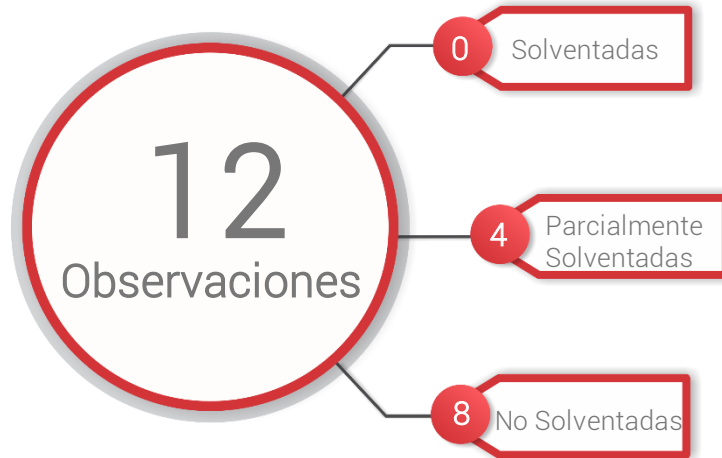 12
Observaciones
0
Solventadas
4
Parcialmente
Solventadas
8
No Solventadas